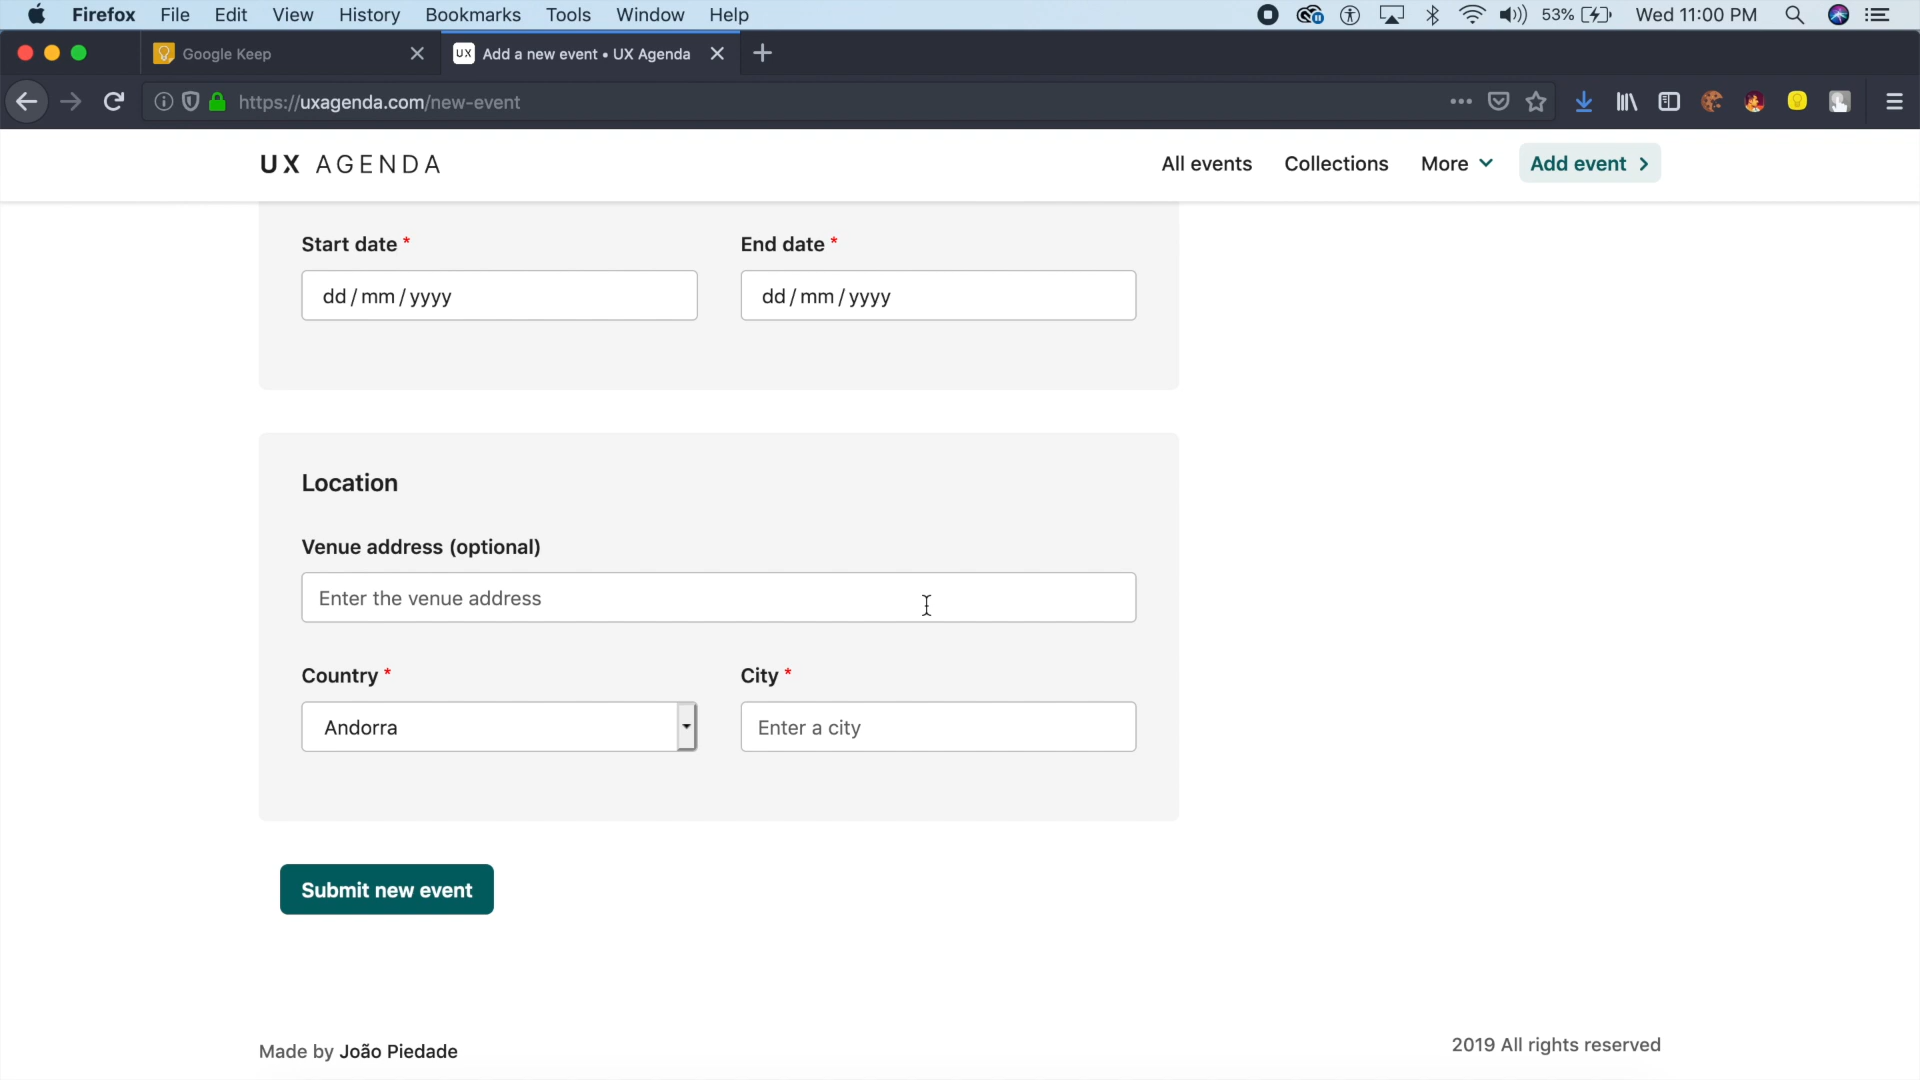 Firefox File Edit View History Bookmarks Tools Window Help 53% Wed 11:00 PM
Google Keep UX Add a new event • UX Agenda
https://uxagenda.com/new-event
UX AGENDA All events Collections More Add event
Start date * End date *
dd / mm / yyyy dd / mm / yyyy
Location
Venue address (optional)
Enter the venue address
Country * City *
Andorra Enter a city
Submit new event
Made by João Piedade 2019 All rights reserved